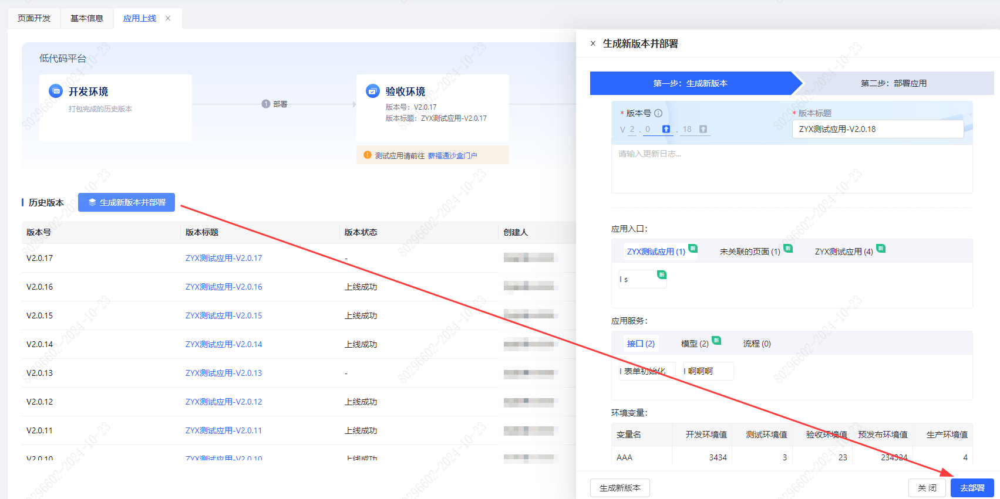 页面开发
基本信息
应用上线
低代码平台
开发环境
打包完成的历史版本
1 部署
验收环境
版本号: V2.0.17
版本标题: ZYX测试应用-V2.0.17
测试应用请前往 薪福通沙盒门户
历史版本
生成新版本并部署
版本号 版本标题 版本状态 创建人
V2.0.17 ZYX测试应用-V2.0.17 -
V2.0.16 ZYX测试应用-V2.0.16 上线成功
V2.0.15 ZYX测试应用-V2.0.15 上线成功
V2.0.14 ZYX测试应用-V2.0.14 上线成功
V2.0.13 ZYX测试应用-V2.0.13 -
V2.0.12 ZYX测试应用-V2.0.12 上线成功
V2.0.11 ZYX测试应用-V2.0.11 上线成功
V2.0.10 ZYX测试应用-V2.0.10 上线成功
生成新版本并部署
第一步: 生成新版本
第二步: 部署应用
* 版本号
V 2 . 0 . 18
* 版本标题
ZYX测试应用-V2.0.18
请输入更新日志...
应用入口:
ZYX测试应用 (1) 新 未关联的页面 (1) 新 ZYX测试应用 (4) 新
s 新
应用服务:
接口 (2) 模型 (2) 新 流程 (0)
表单初始化 啊啊啊
环境变量:
变量名 开发环境值 测试环境值 验收环境值 预发布环境值 生产环境值
AAA 3434 3 23 234324 4
生成新版本
关 闭
去部署
80296602-2024-10-23